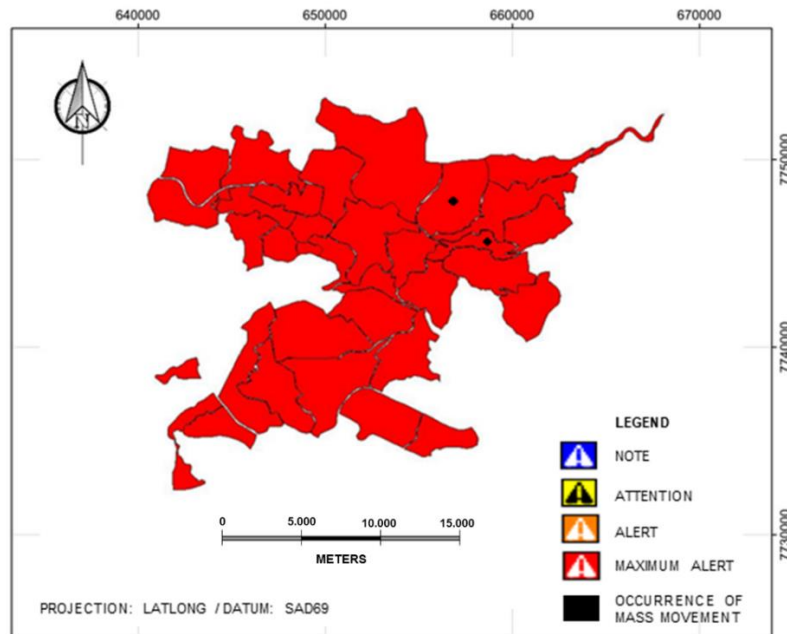 640000 650000 660000 670000
N
7750000
7740000
7730000
LEGEND
NOTE
ATTENTION
ALERT
MAXIMUM ALERT
OCCURRENCE OF
MASS MOVEMENT
0 5.000 10.000 15.000
METERS
PROJECTION: LATLONG / DATUM: SAD69